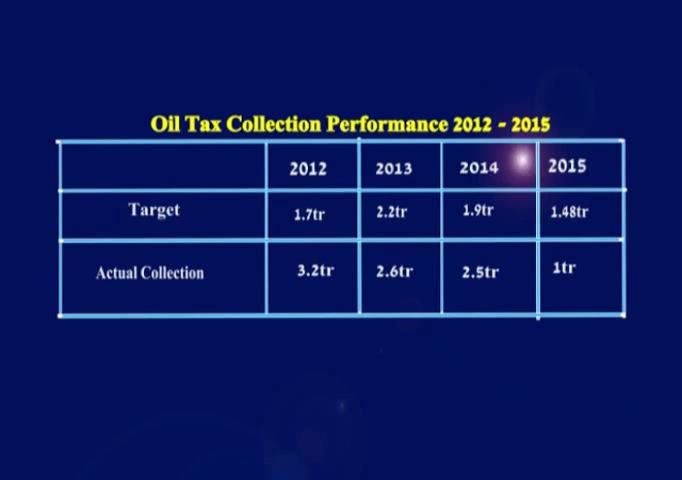 Oil Tax Collection Performance 2012 - 2015
2012 2013 2014 2015
Target 1.7tr 2.2tr 1.9tr 1.48tr
Actual Collection 3.2tr 2.6tr 2.5tr 1tr